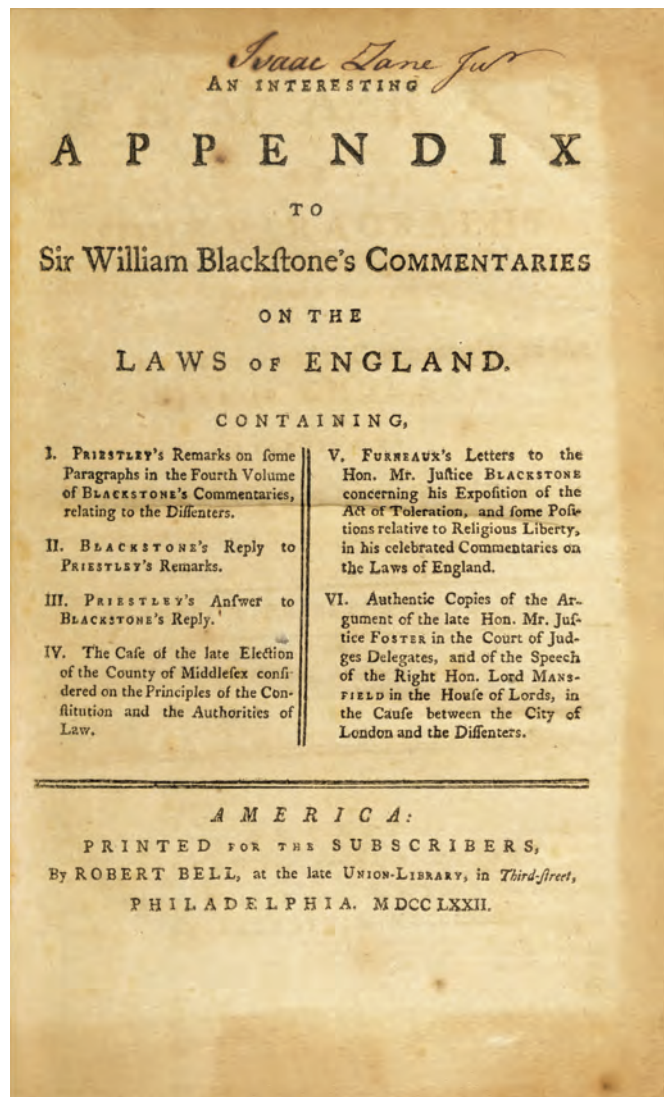 Isaac Zane Junr
AN INTERESTING
APPENDIX
TO
Sir William Blackſtone's COMMENTARIES
ON THE
LAWS OF ENGLAND.
CONTAINING,
I. PRIESTLEY's Remarks on ſome
Paragraphs in the Fourth Volume
of BLACKSTONE's Commentaries,
relating to the Diſſenters.
II. BLACKSTONE's Reply to
PRIESTLEY's Remarks.
III. PRIESTLEY's Anſwer to
BLACKSTONE's Reply.
IV. The Caſe of the late Election
of the County of Middleſex conſi-
dered on the Principles of the Con-
ſtitution and the Authorities of
Law.
V. FURNEAUX's Letters to the
Hon. Mr. Juſtice BLACKSTONE
concerning his Expoſition of the
Act of Toleration, and ſome Poſi-
tions relative to Religious Liberty,
in his celebrated Commentaries on
the Laws of England.
VI. Authentic Copies of the Ar-
gument of the late Hon. Mr. Juſ-
tice FOSTER in the Court of Jud-
ges Delegates, and of the Speech
of the Right Hon. Lord MANS-
FIELD in the Houſe of Lords, in
the Cauſe between the City of
London and the Diſſenters.
AMERICA:
PRINTED FOR THE SUBSCRIBERS,
By ROBERT BELL, at the late UNION-LIBRARY, in Third-ſtreet,
PHILADELPHIA. MDCCLXXII.